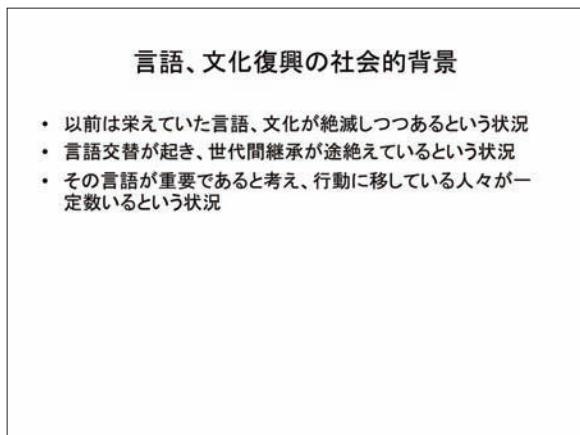 言語、文化復興の社会的背景
• 以前は栄えていた言語、文化が絶滅しつつあるという状況
• 言語交替が起き、世代間継承が途絶えているという状況
• その言語が重要であると考え、行動に移している人々が一
定数いるという状況